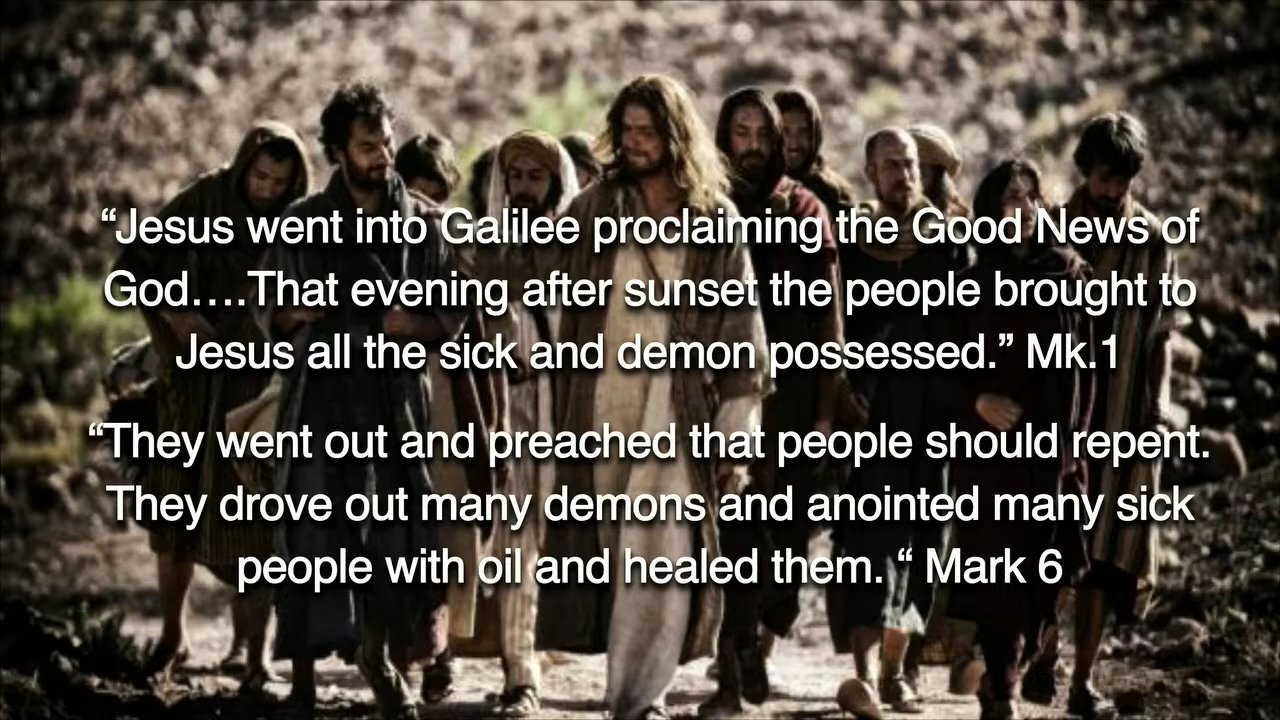 “Jesus went into Galilee proclaiming the Good News of
God….That evening after sunset the people brought to
Jesus all the sick and demon possessed.” Mk.1
“They went out and preached that people should repent.
They drove out many demons and anointed many sick
people with oil and healed them. “ Mark 6